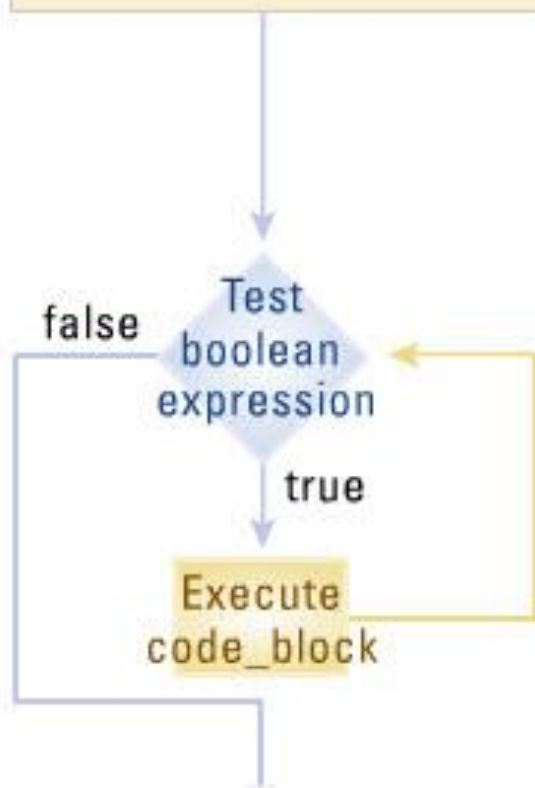 Test
boolean
expression
false
true
Execute
code_block